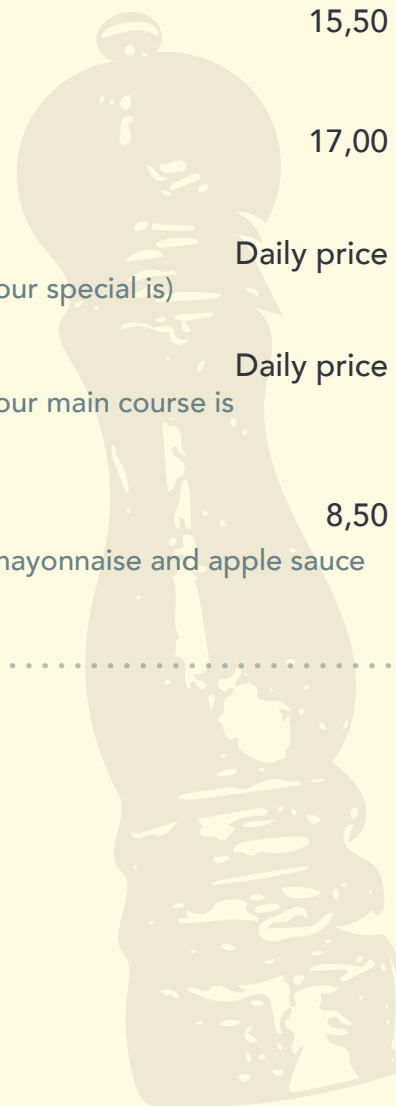 15,50
17,00
Daily price
our special is)
Daily price
our main course is
8,50
mayonnaise and apple sauce